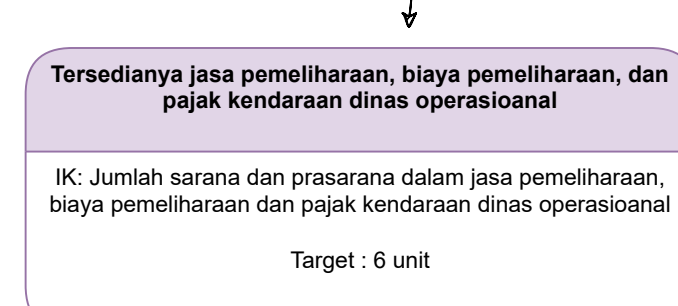 Tersedianya jasa pemeliharaan, biaya pemeliharaan, dan
pajak kendaraan dinas operasioanal
IK: Jumlah sarana dan prasarana dalam jasa pemeliharaan,
biaya pemeliharaan dan pajak kendaraan dinas operasioanal
Target : 6 unit